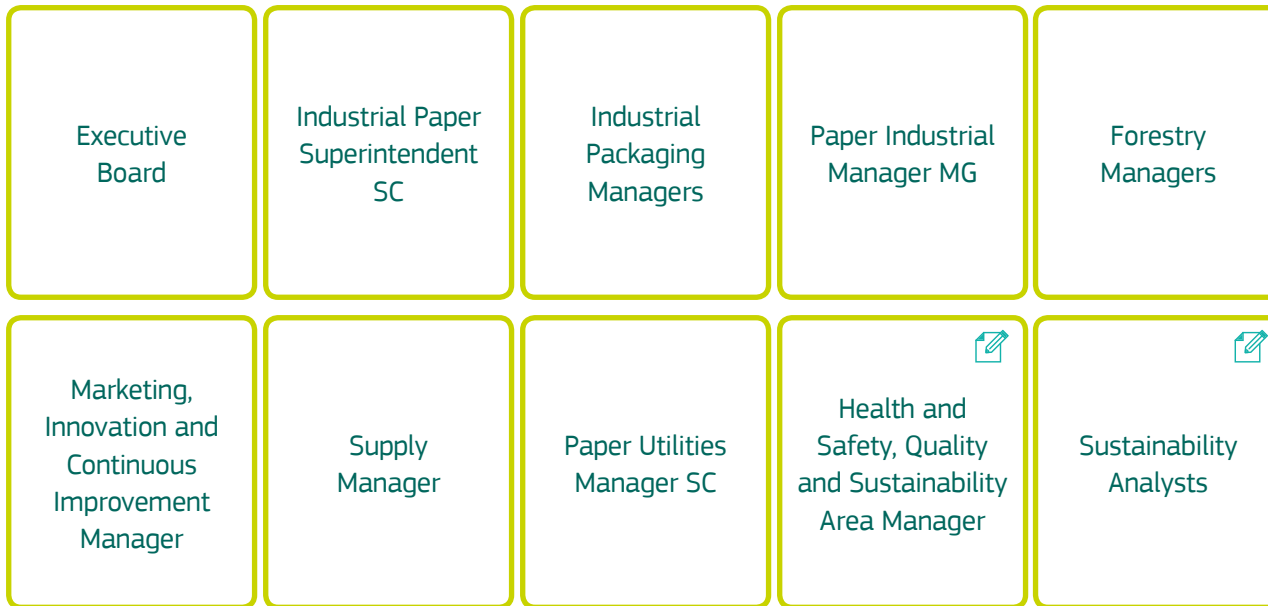 Executive
Board
Industrial Paper
Superintendent
SC
Industrial
Packaging
Managers
Paper Industrial
Manager MG
Forestry
Managers
Marketing,
Innovation and
Continuous
Improvement
Manager
Supply
Manager
Paper Utilities
Manager SC
Health and
Safety, Quality
and Sustainability
Area Manager
Sustainability
Analysts